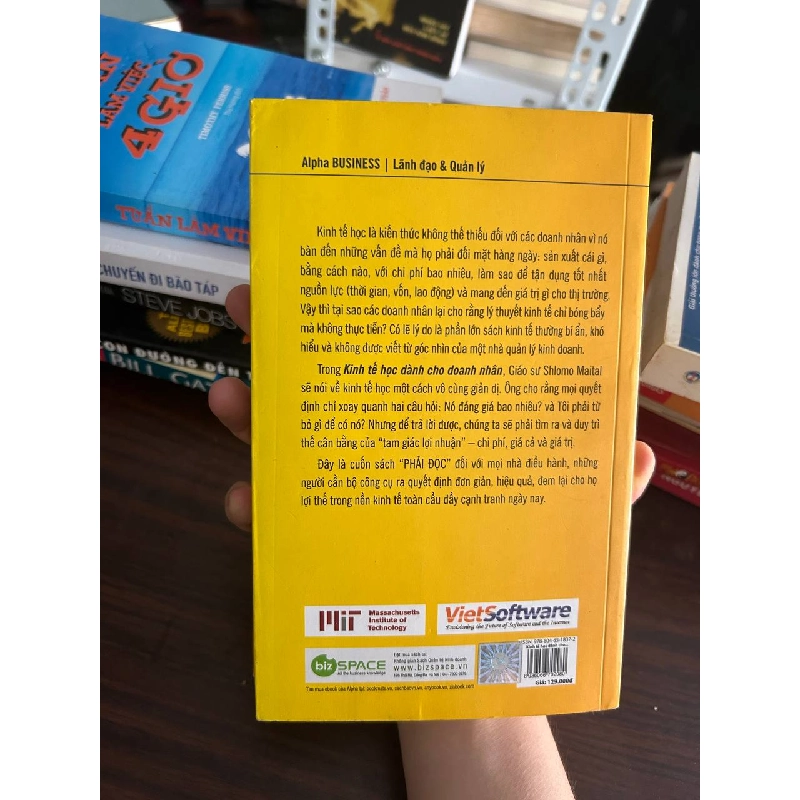 LÀM VIỆC
4 GIỜ
TIMOTHY FERRISS
TUẦN LÀM VI
CHUYẾN ĐI BÃO TÁP
STEVE JOBS
CON ĐƯỜNG ĐẾN
BILL GAT
Alpha BUSINESS | Lãnh đạo & Quản lý
Kinh tế học là kiến thức không thể thiếu đối với các doanh nhân vì nó
bàn đến những vấn đề mà họ phải đối mặt hàng ngày: sản xuất cái gì,
bằng cách nào, với chi phí bao nhiêu, làm sao để tận dụng tốt nhất
nguồn lực (thời gian, vốn, lao động) và mang đến giá trị gì cho thị trường.
Vậy thì tại sao các doanh nhân lại cho rằng lý thuyết kinh tế chỉ bóng bẩy
mà không thực tiễn? Có lẽ lý do là phần lớn sách kinh tế thường bí ẩn, khó
hiểu và không được viết từ góc nhìn của một nhà quản lý kinh doanh.
Trong Kinh tế học dành cho doanh nhân, Giáo sư Shlomo Maital
sẽ nói về kinh tế học một cách vô cùng giản dị. Ông cho rằng mọi quyết
định chỉ xoay quanh hai câu hỏi: Nó đáng giá bao nhiêu? và Tôi phải từ
bỏ gì để có nó? Nhưng để trả lời được, chúng ta sẽ phải tìm ra và duy trì
thế cân bằng của "tam giác lợi nhuận" – chi phí, giá cả và giá trị.
Đây là cuốn sách "PHẢI ĐỌC" đối với mọi nhà điều hành, những
người cần bộ công cụ ra quyết định đơn giản, hiệu quả, đem lại cho họ
lợi thế trong nền kinh tế toàn cầu đầy cạnh tranh ngày nay.
MIT
Massachusetts
Institute of
Technology
VietSoftware
bizSPACE
all the business knowledge
Đặt mua sách tại
www.bizspace.vn
Giá: 129.000đ